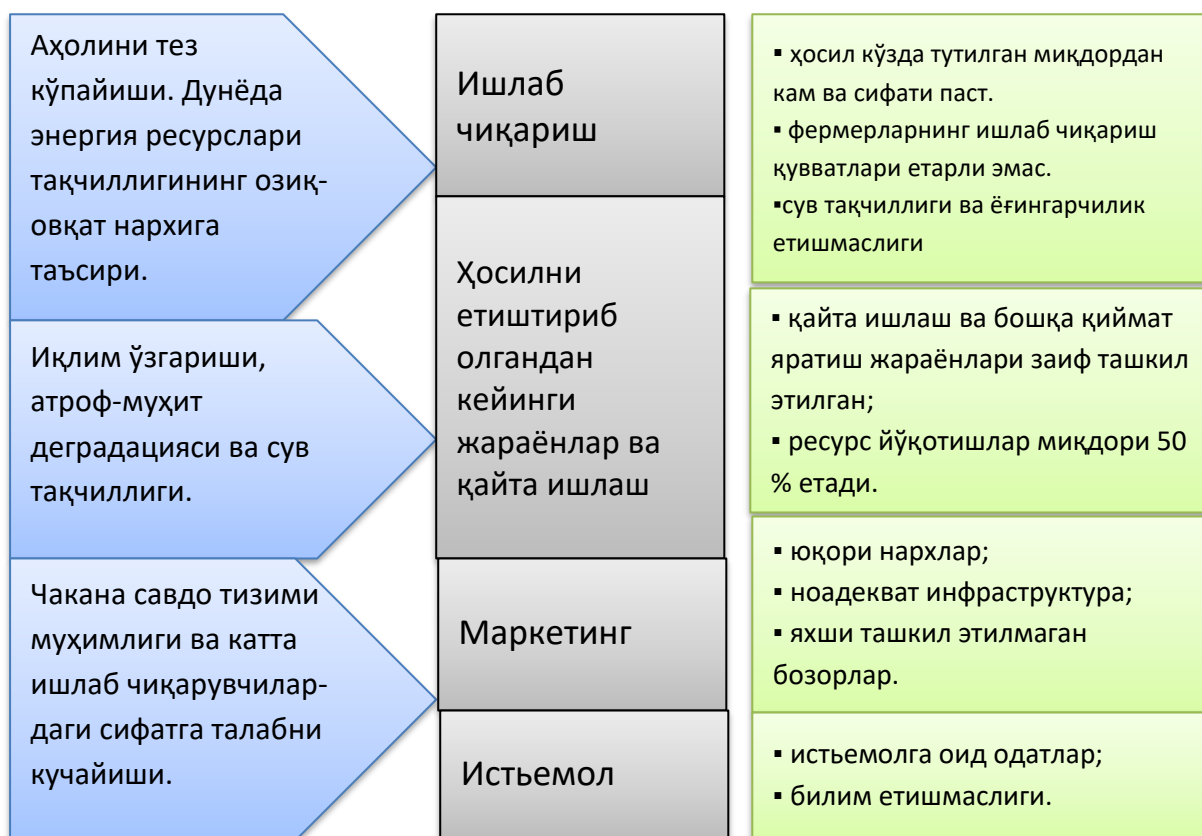 Аҳолини тез
кўпайиши. Дунёда
энергия ресурслари
тақчиллигининг озиқ-
овқат нархига
таъсири.
Иқлим ўзгариши,
атроф-муҳит
деградацияси ва сув
тақчиллиги.
Чакана савдо тизими
муҳимлиги ва катта
ишлаб чиқарувчилар-
даги сифатга талабни
кучайиши.
Ишлаб
чиқариш
Ҳосилни
етиштириб
олгандан
кейинги
жараёнлар ва
қайта ишлаш
Маркетинг
Истьемол
▪ ҳосил кўзда тутилган миқдордан
кам ва сифати паст.
▪ фермерларнинг ишлаб чиқариш
қувватлари етарли эмас.
▪сув тақчиллиги ва ёғингарчилик
етишмаслиги
▪ қайта ишлаш ва бошқа қиймат
яратиш жараёнлари заиф ташкил
этилган;
▪ ресурс йўқотишлар миқдори 50
% етади.
▪ юқори нархлар;
▪ ноадекват инфраструктура;
▪ яхши ташкил этилмаган
бозорлар.
▪ истьемолга оид одатлар;
▪ билим етишмаслиги.